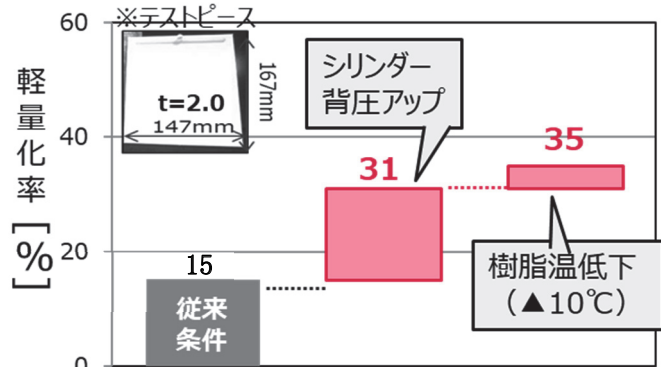 ※テストピース
t=2.0
147mm
167mm
軽量化率[%]
60
40
20
0
15
従来
条件
31
シリンダー
背圧アップ
35
樹脂温低下
(▲10℃)